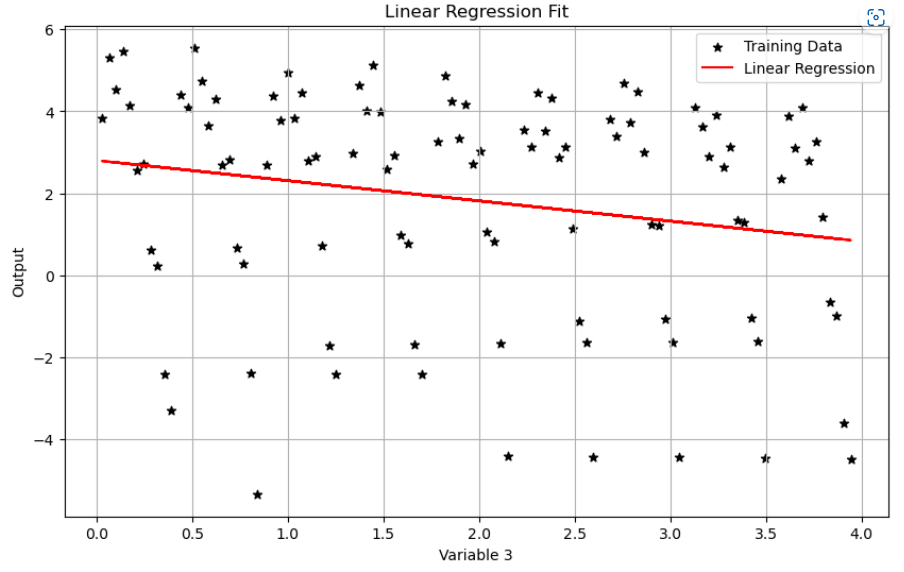 Linear Regression Fit
Training Data
Linear Regression
Output
6
4
2
0
−2
−4
0.0 0.5 1.0 1.5 2.0 2.5 3.0 3.5 4.0
Variable 3